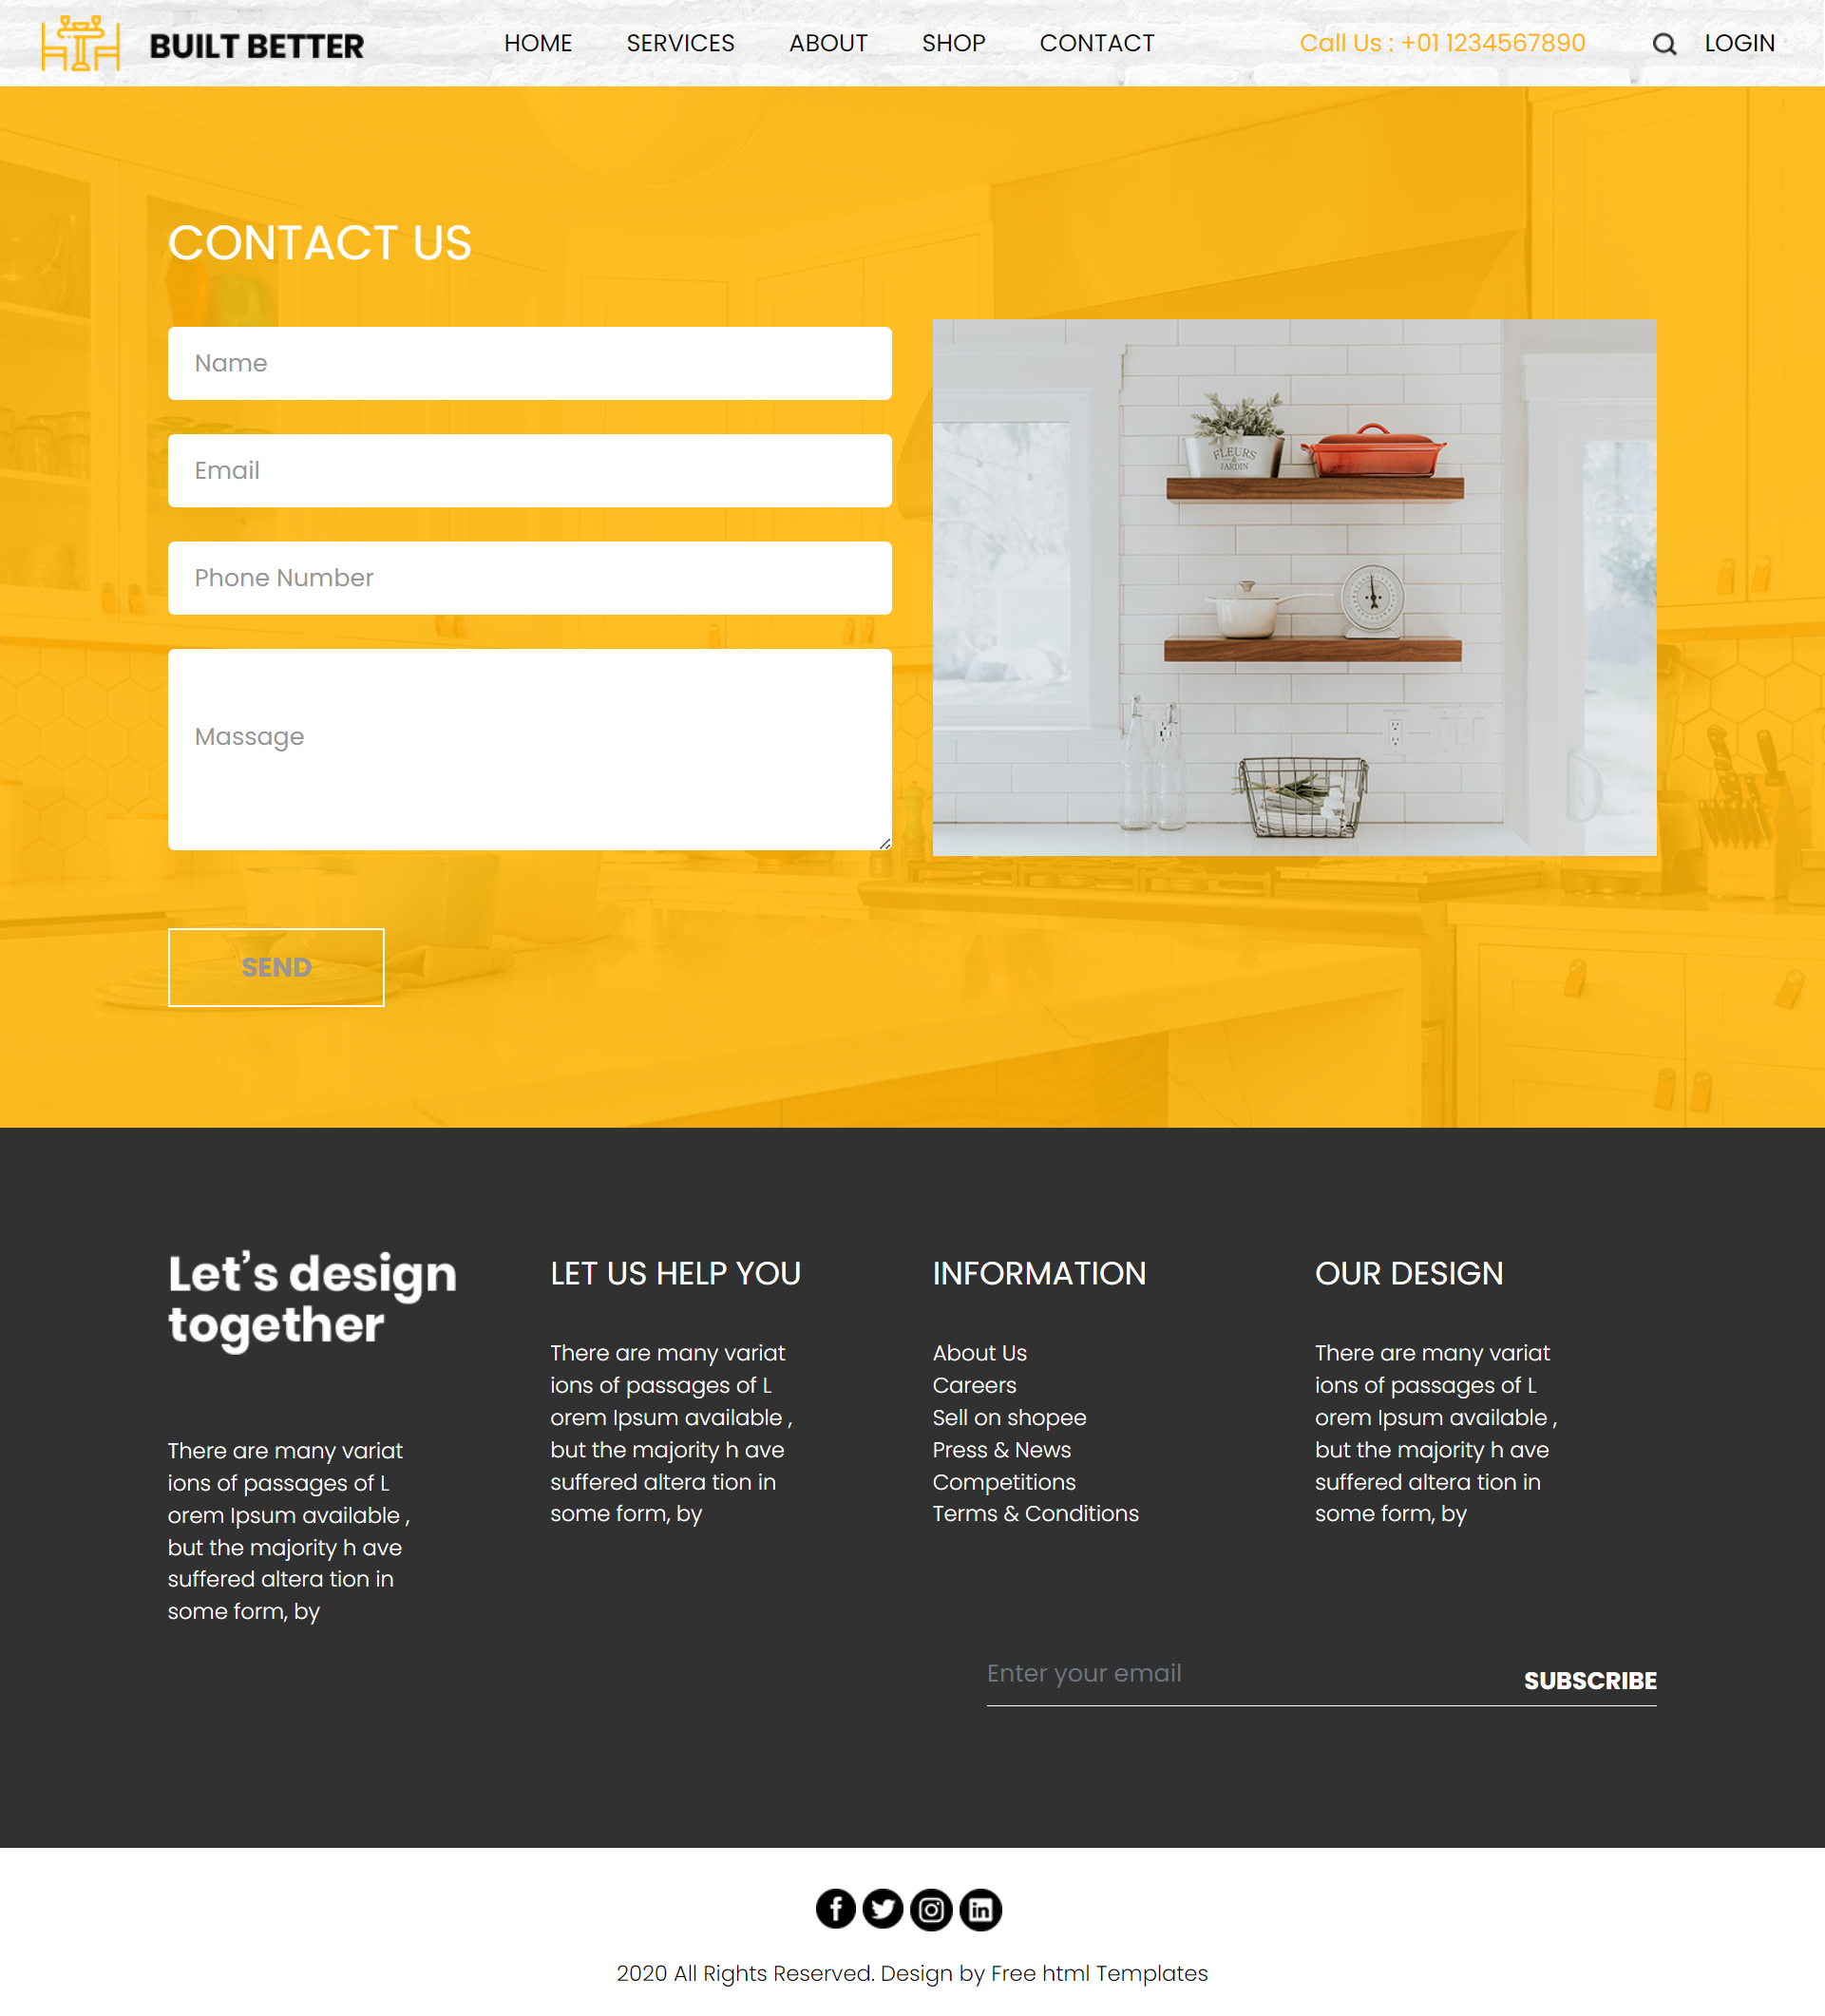 BUILT BETTER
HOME SERVICES ABOUT SHOP CONTACT
Call Us : +01 1234567890
LOGIN
CONTACT US
Name
Email
Phone Number
Massage
SEND
FLEURS
&
JARDIN
Let's design
together
There are many variat
ions of passages of L
orem Ipsum available ,
but the majority h ave
suffered altera tion in
some form, by
LET US HELP YOU
There are many variat
ions of passages of L
orem Ipsum available ,
but the majority h ave
suffered altera tion in
some form, by
INFORMATION
About Us
Careers
Sell on shopee
Press & News
Competitions
Terms & Conditions
OUR DESIGN
There are many variat
ions of passages of L
orem Ipsum available ,
but the majority h ave
suffered altera tion in
some form, by
Enter your email
SUBSCRIBE
2020 All Rights Reserved. Design by Free html Templates